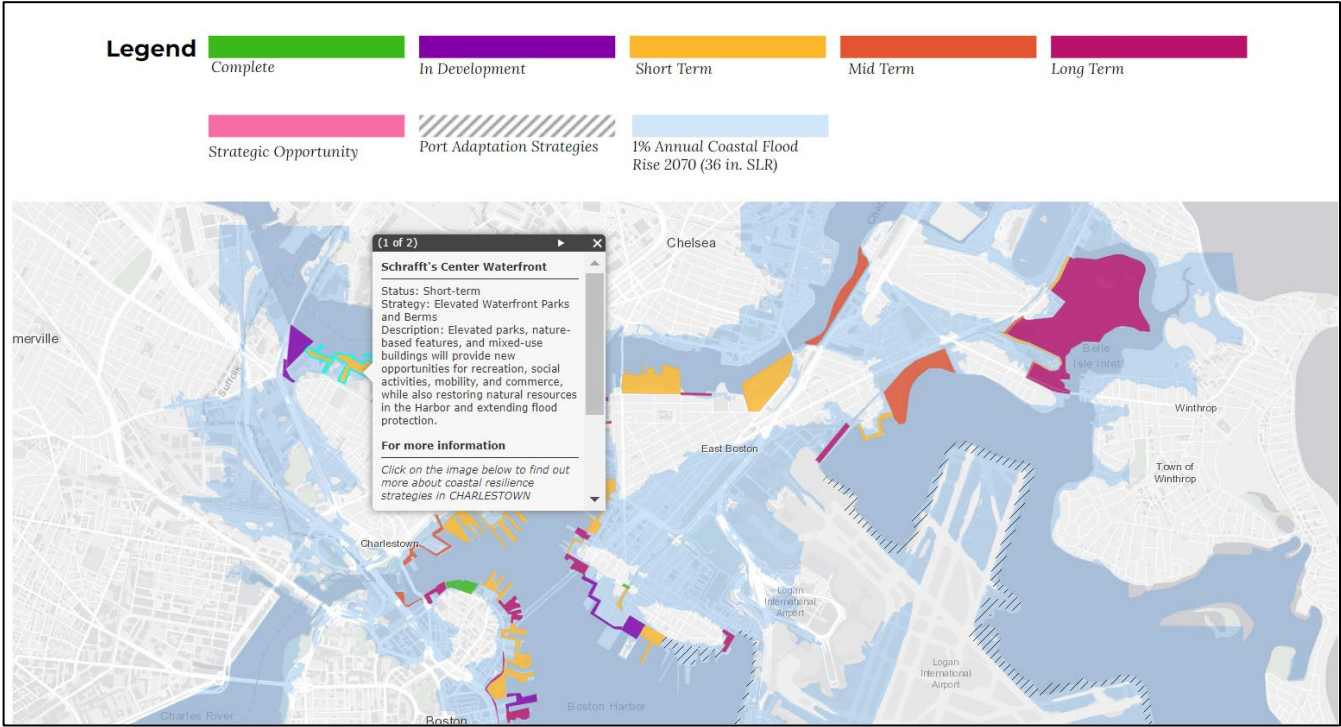 Legend
Complete
In Development
Short Term
Mid Term
Long Term
Strategic Opportunity
Port Adaptation Strategies
1% Annual Coastal Flood
Rise 2070 (36 in. SLR)
(1 of 2)
Schrafft's Center Waterfront
Status: Short-term
Strategy: Elevated Waterfront Parks
and Berms
Description: Elevated parks, nature-
based features, and mixed-use
buildings will provide new
opportunities for recreation, social
activities, mobility, and commerce,
while also restoring natural resources
in the Harbor and extending flood
protection.
For more information
Click on the image below to find out
more about coastal resilience
strategies in CHARLESTOWN
Chelsea
merville
Suffolk
Belle
Isle Inlet
Winthrop
East Boston
Town of
Winthrop
Charlestown
Logan
International
Airport
Logan
International
Airport
Charles River
Boston
Boston Harbor